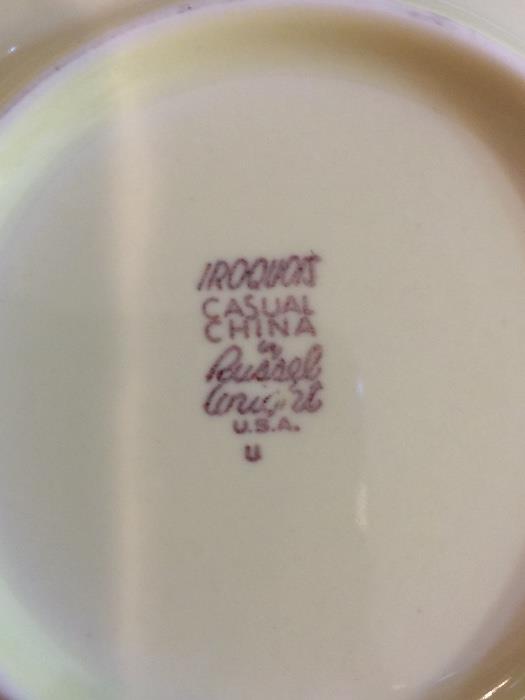 IROQUOIS
CASUAL
CHINA
by
Russel
Wright
U.S.A.
U